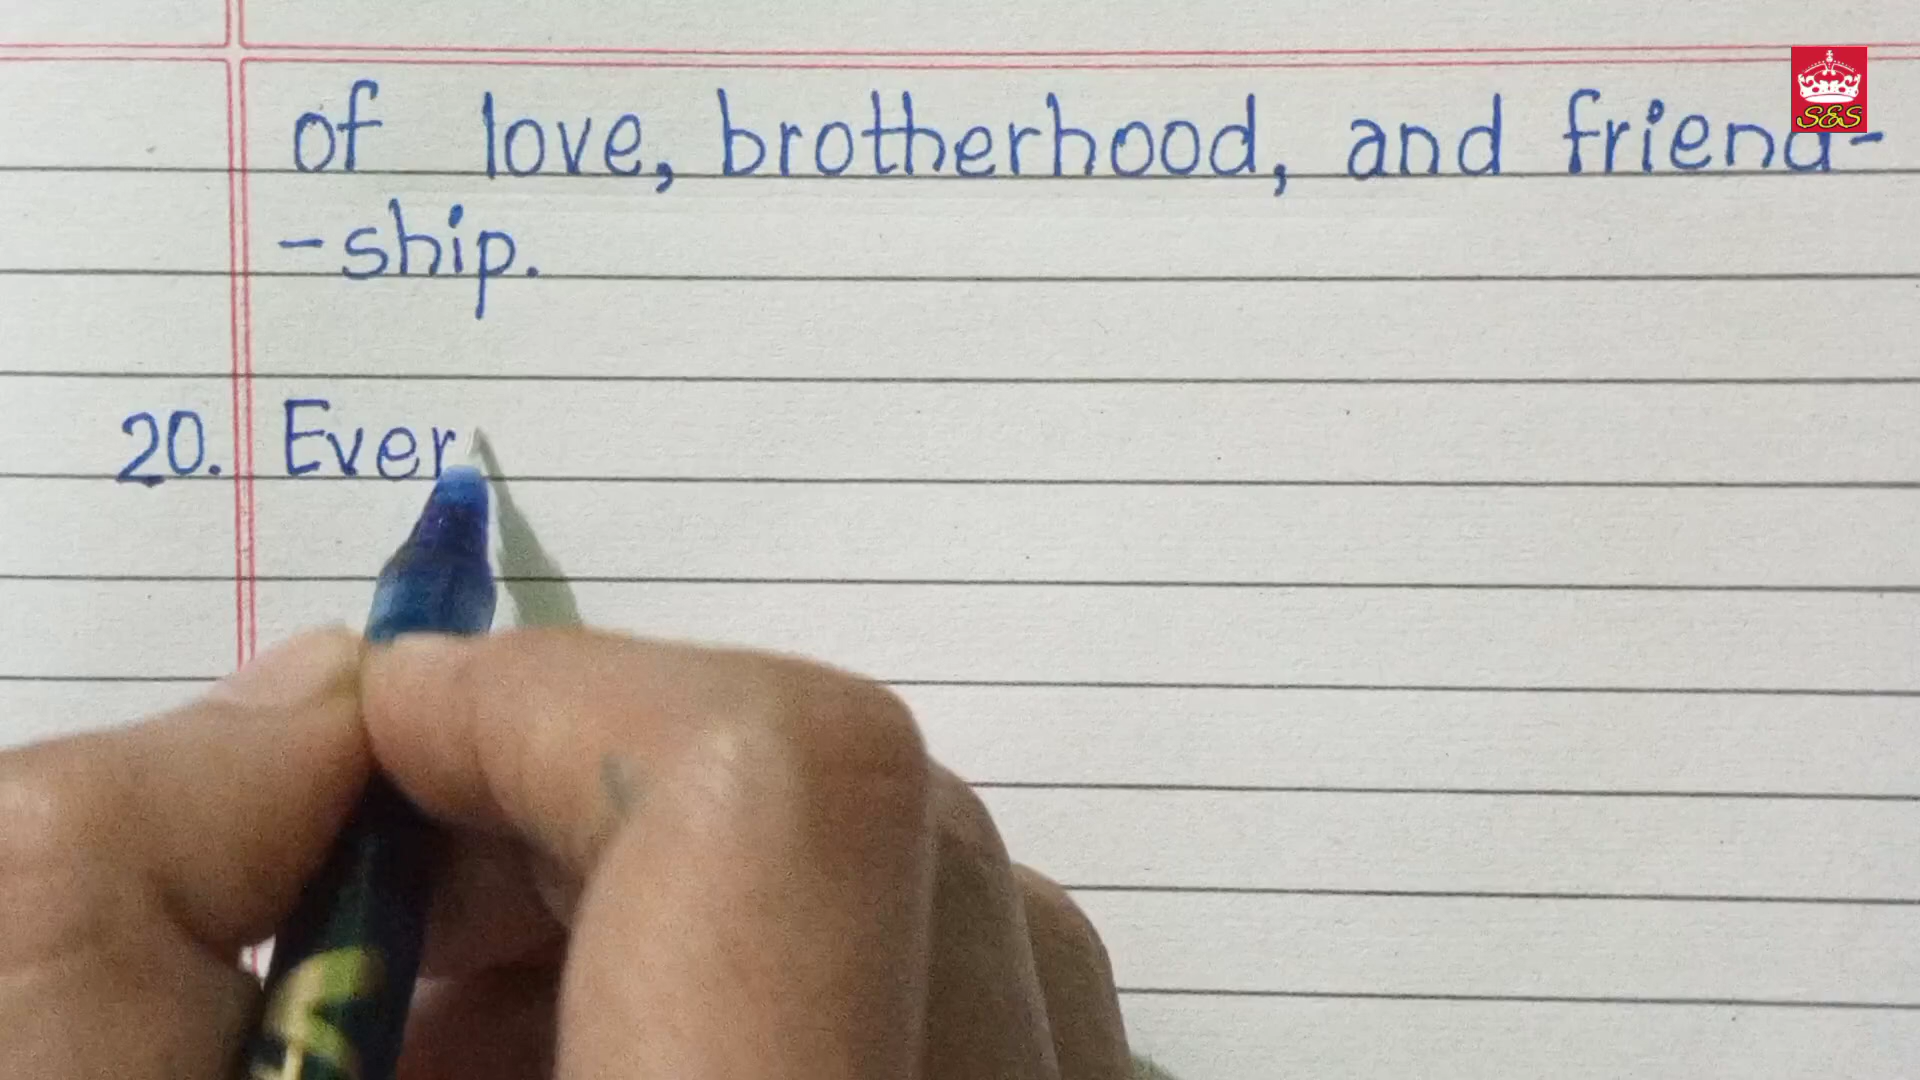 S&S
of love, brotherhood, and friend-
-ship.
20. Ever